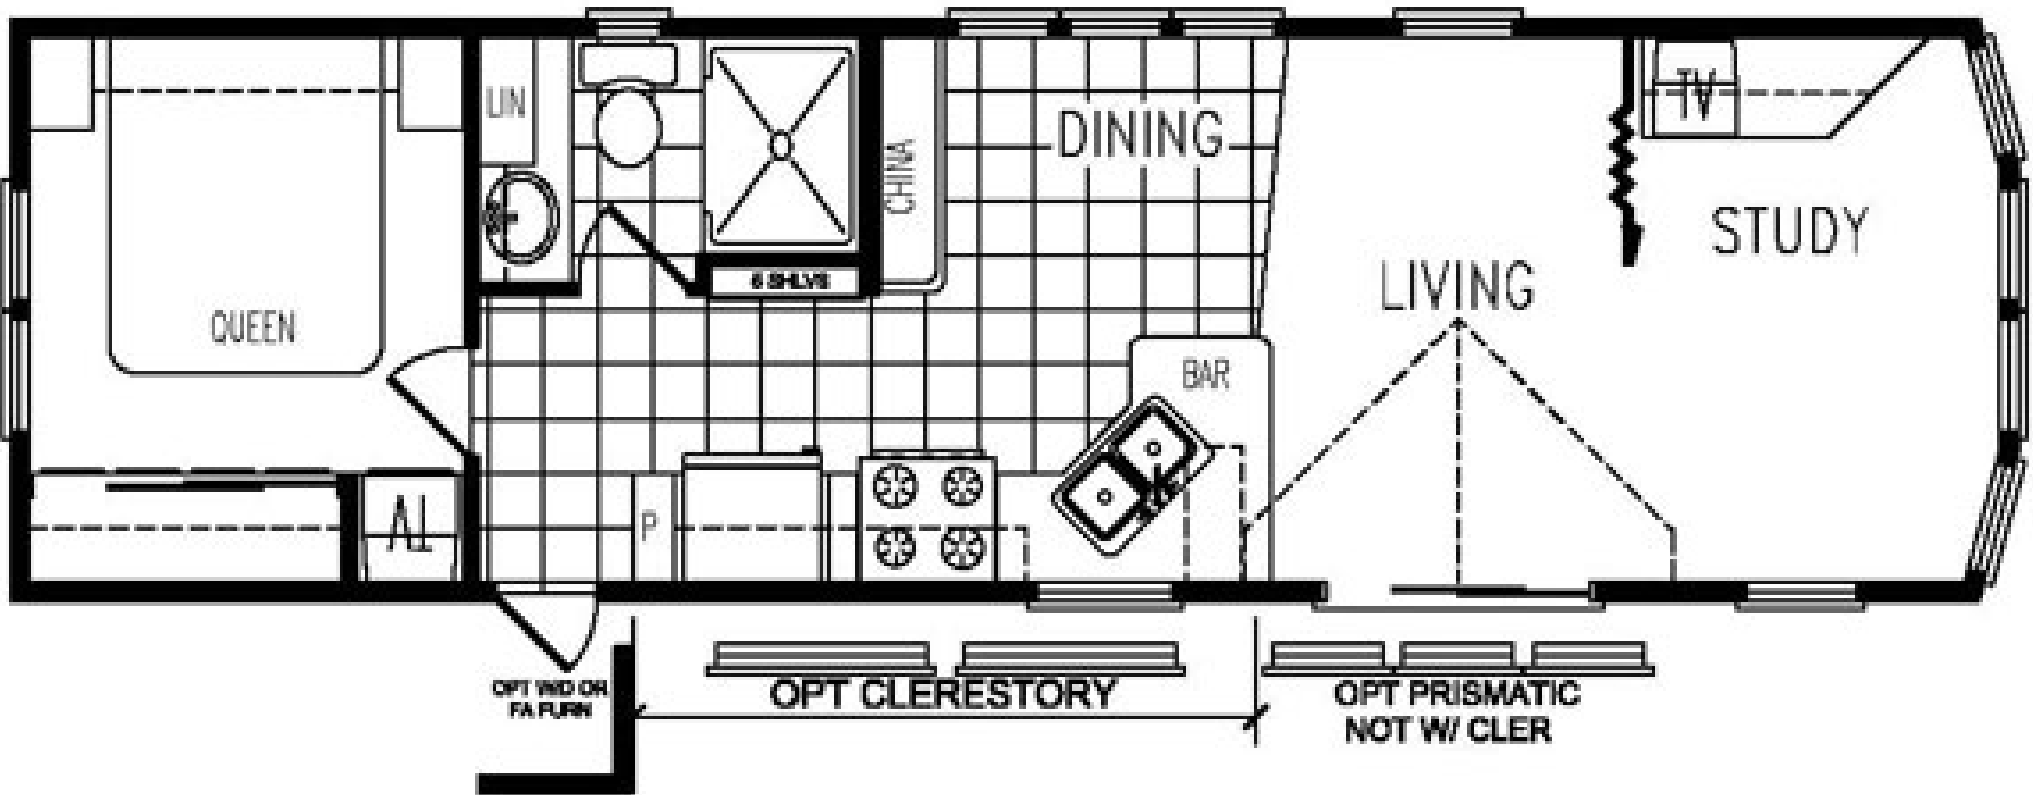 LIN
TV
DINING
CHINA
STUDY
LIVING
6 SHLVS
QUEEN
BAR
TV
P
OPT W/D OR
FA FURN
OPT CLERESTORY
OPT PRISMATIC
NOT W/ CLER